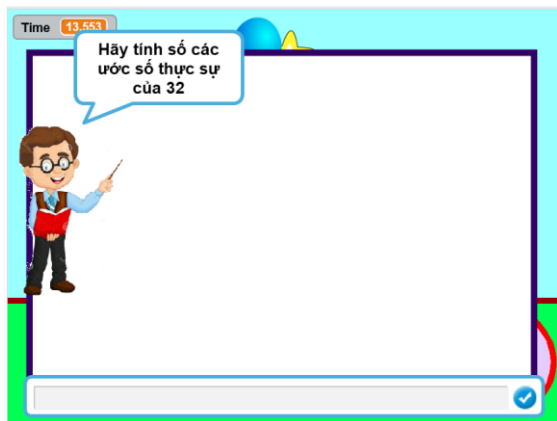 Time 13.553
Hãy tính số các
ước số thực sự
của 32